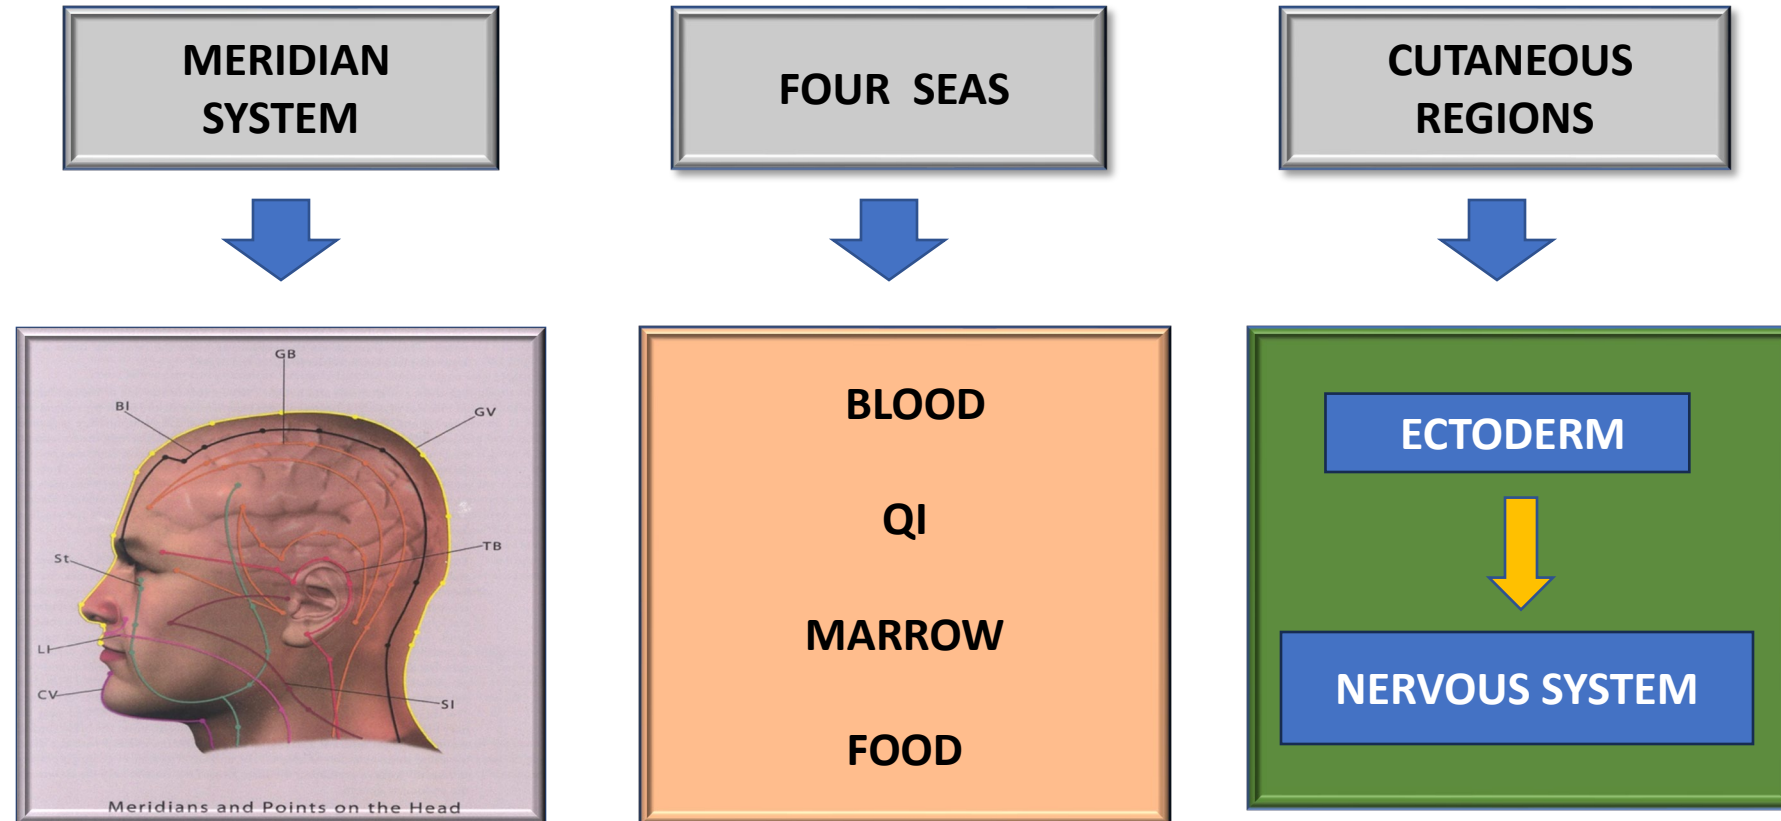 MERIDIAN
SYSTEM
FOUR SEAS
CUTANEOUS
REGIONS
GB
BI
GV
St
TB
LI
CV
SI
Meridians and Points on the Head
BLOOD
QI
MARROW
FOOD
ECTODERM
NERVOUS SYSTEM